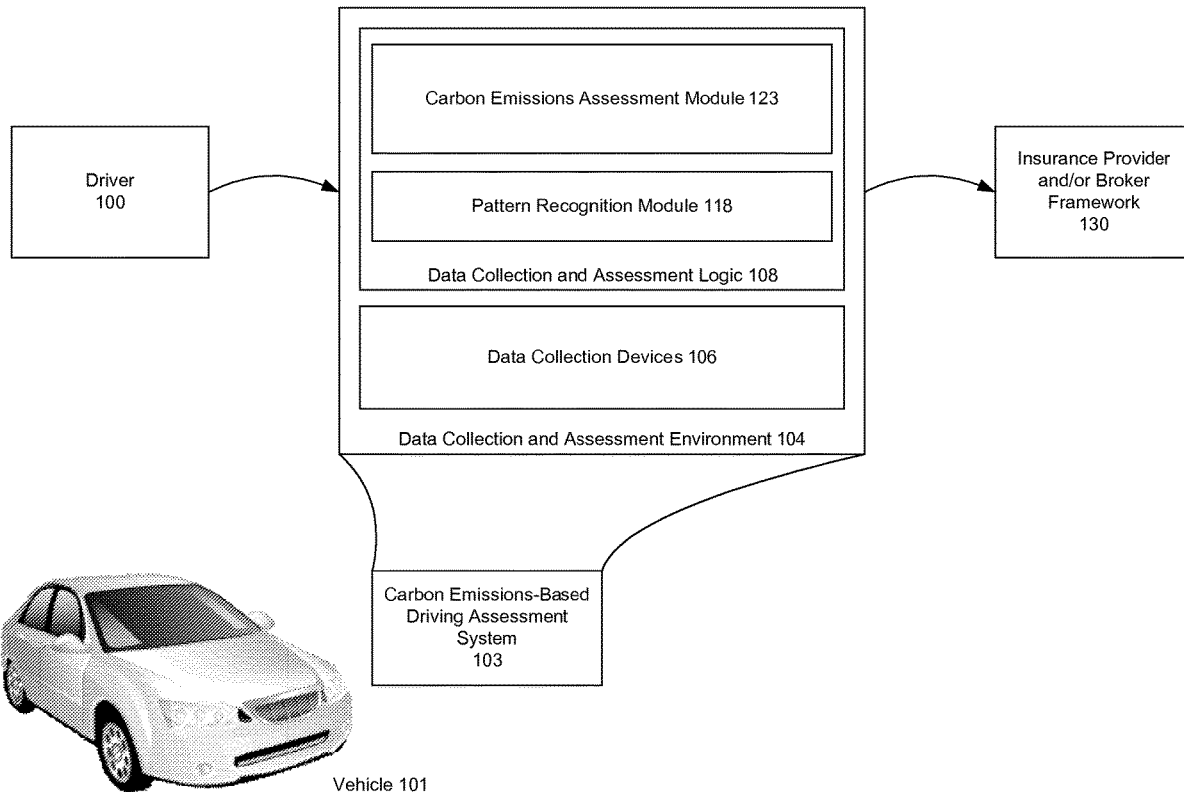 Carbon Emissions Assessment Module 123
Driver
100
Pattern Recognition Module 118
Insurance Provider
and/or Broker
Framework
130
Data Collection and Assessment Logic 108
Data Collection Devices 106
Data Collection and Assessment Environment 104
Carbon Emissions-Based
Driving Assessment
System
103
Vehicle 101